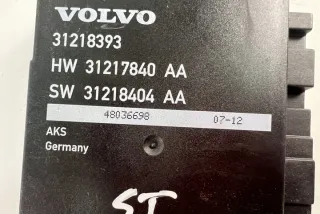 VOLVO
31218393
HW 31217840 AA
SW 31218404 AA
48036698 07-12
AKS
Germany
ST